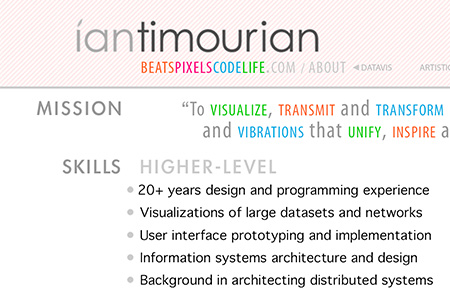 íantimourian
BEATSPIXELSCODELIFE.COM / ABOUT ◀ DATAVIS ARTISTIC
MISSION "To VISUALIZE, TRANSMIT and TRANSFORM
and VIBRATIONS that UNIFY, INSPIRE a
SKILLS HIGHER-LEVEL
20+ years design and programming experience
Visualizations of large datasets and networks
User interface prototyping and implementation
Information systems architecture and design
Background in architecting distributed systems